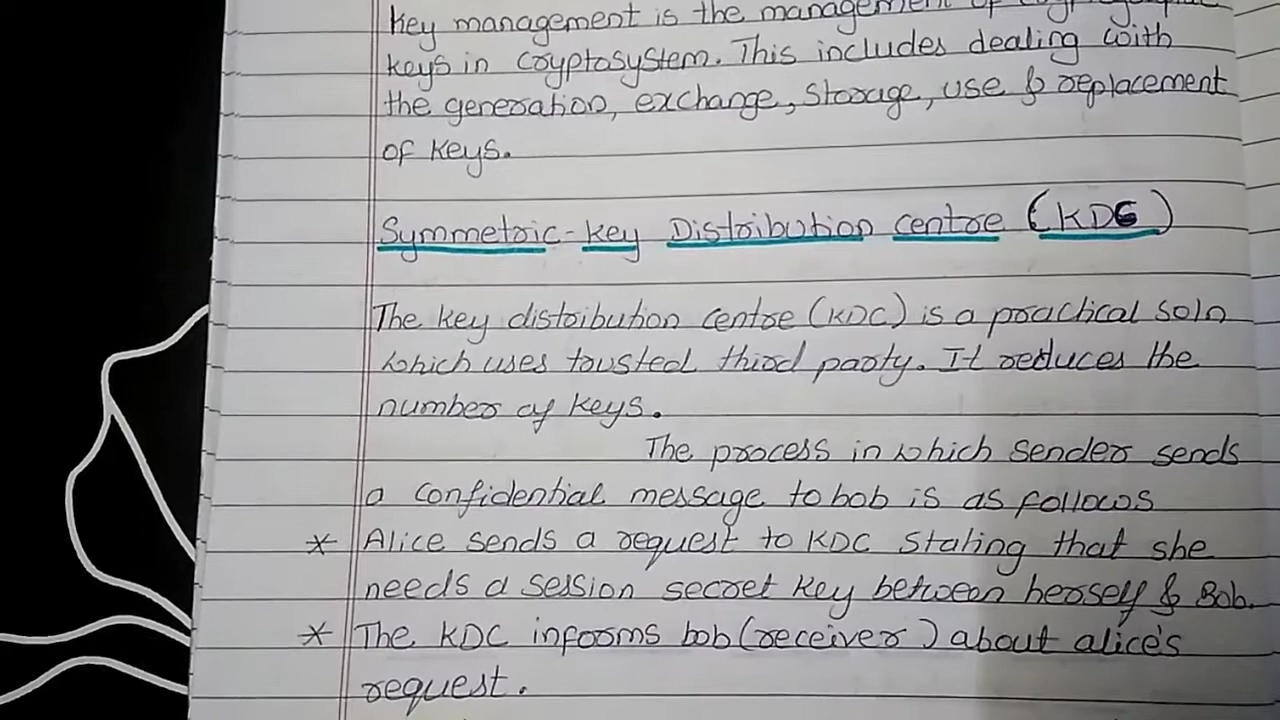 Key management is the management of cryptographic
keys in cryptosystem. This includes dealing with
the generation, exchange, storage, use & replacement
of keys.
Symmetric-key Distribution centre (KDC)
The key distribution centre (KDC) is a practical soln
which uses trusted third party. It reduces the
number of keys.
The process in which sender sends
a confidential message to bob is as follows
* Alice sends a request to KDC stating that she
needs a session secret key between herself & Bob.
* The KDC informs bob (receiver) about alice's
request.